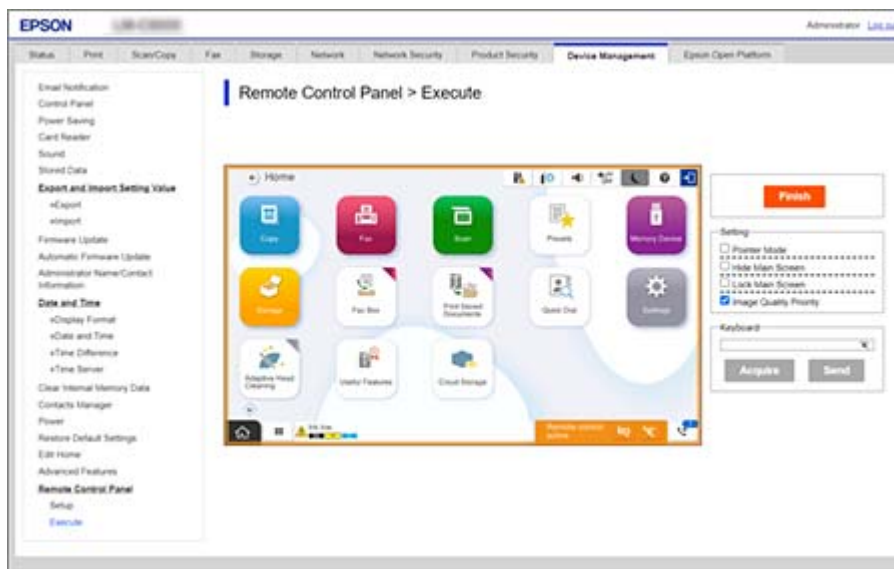 EPSON
Administrator
Status Print Scan/Copy Fax Storage Network Network Security Product Security Device Management Epson Open Platform
Email Notification
Control Panel
Power Saving
Card Reader
Sound
Stored Data
Export and Import Setting Value
»Export
»Import
Firmware Update
Automatic Firmware Update
Administrator Name/Contact
Information
Date and Time
»Display Format
»Date and Time
»Time Difference
»Time Server
Clear Internal Memory Data
Contacts Manager
Power
Restore Default Settings
Edit Home
Advanced Features
Remote Control Panel
Setup
Execute
Remote Control Panel > Execute
Home
Copy Fax Scan Presets Memory Device
Storage Fax Box Print Stored
Documents
Quick Dial Settings
Adaptive Head
Cleaning
Useful Features Cloud Storage
Remote control
active
Finish
Setting
Pointer Mode
Hide Main Screen
Lock Main Screen
Image Quality Priority
Keyboard
Acquire Send